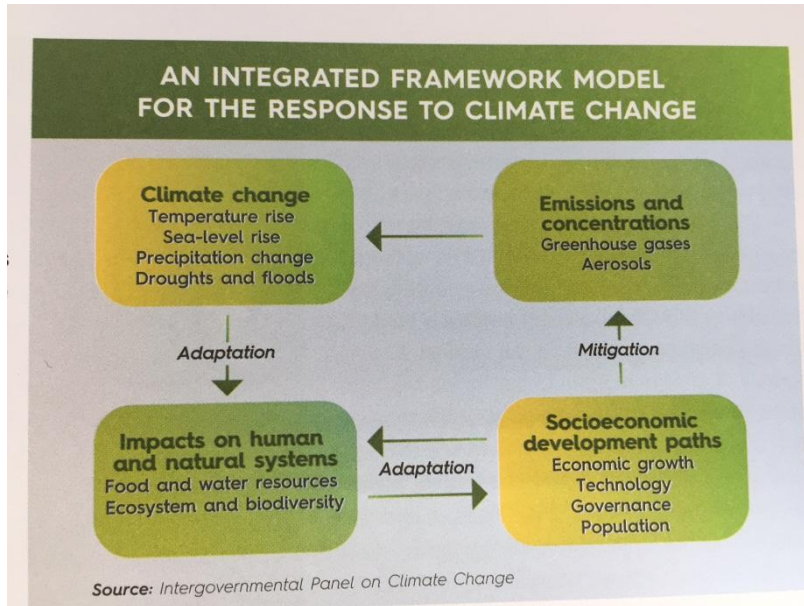 AN INTEGRATED FRAMEWORK MODEL
FOR THE RESPONSE TO CLIMATE CHANGE
Climate change
Temperature rise
Sea-level rise
Precipitation change
Droughts and floods
Emissions and
concentrations
Greenhouse gases
Aerosols
Adaptation
Mitigation
Impacts on human
and natural systems
Food and water resources
Ecosystem and biodiversity
Adaptation
Socioeconomic
development paths
Economic growth
Technology
Governance
Population
Source: Intergovernmental Panel on Climate Change